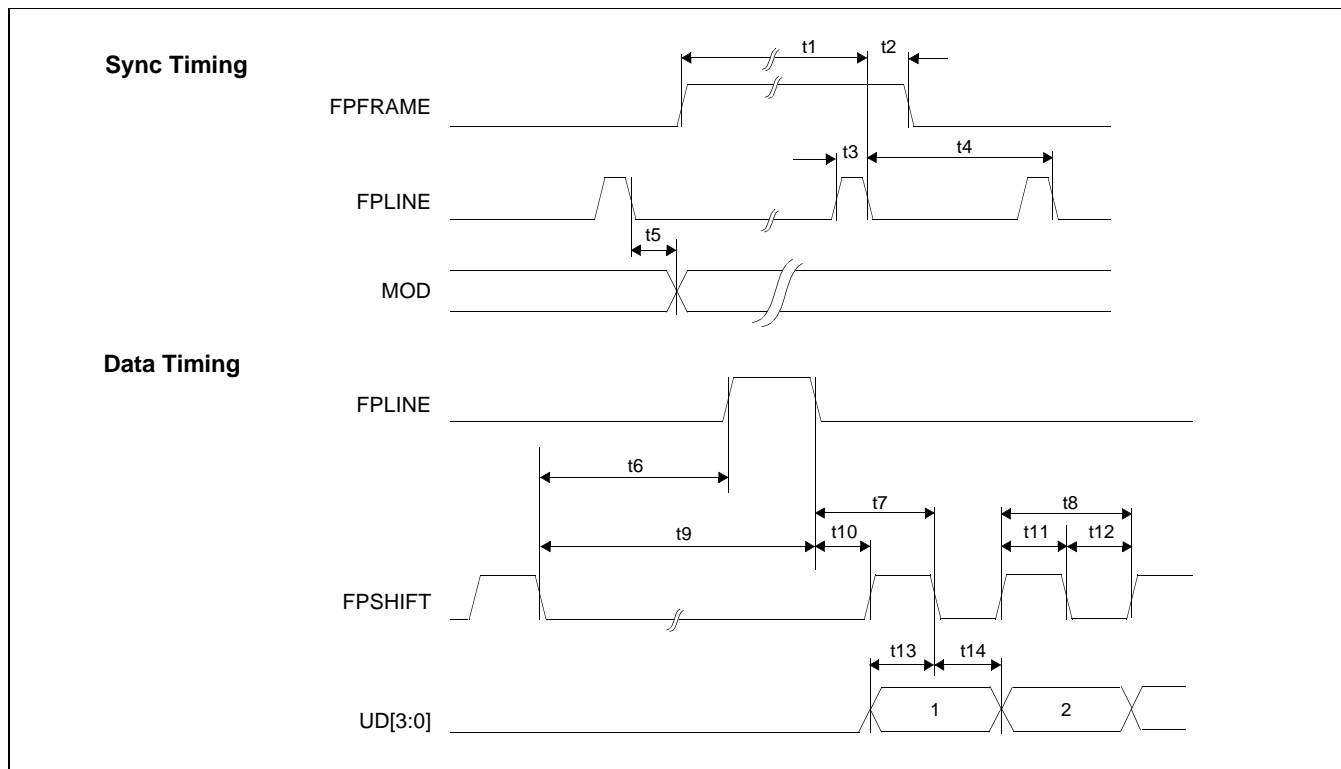 Sync Timing
t1
t2
FPFRAME
t3
t4
FPLINE
t5
MOD
Data Timing
FPLINE
t6
t7
t8
t9
t10
t11
t12
FPSHIFT
t13
t14
UD[3:0]
1
2